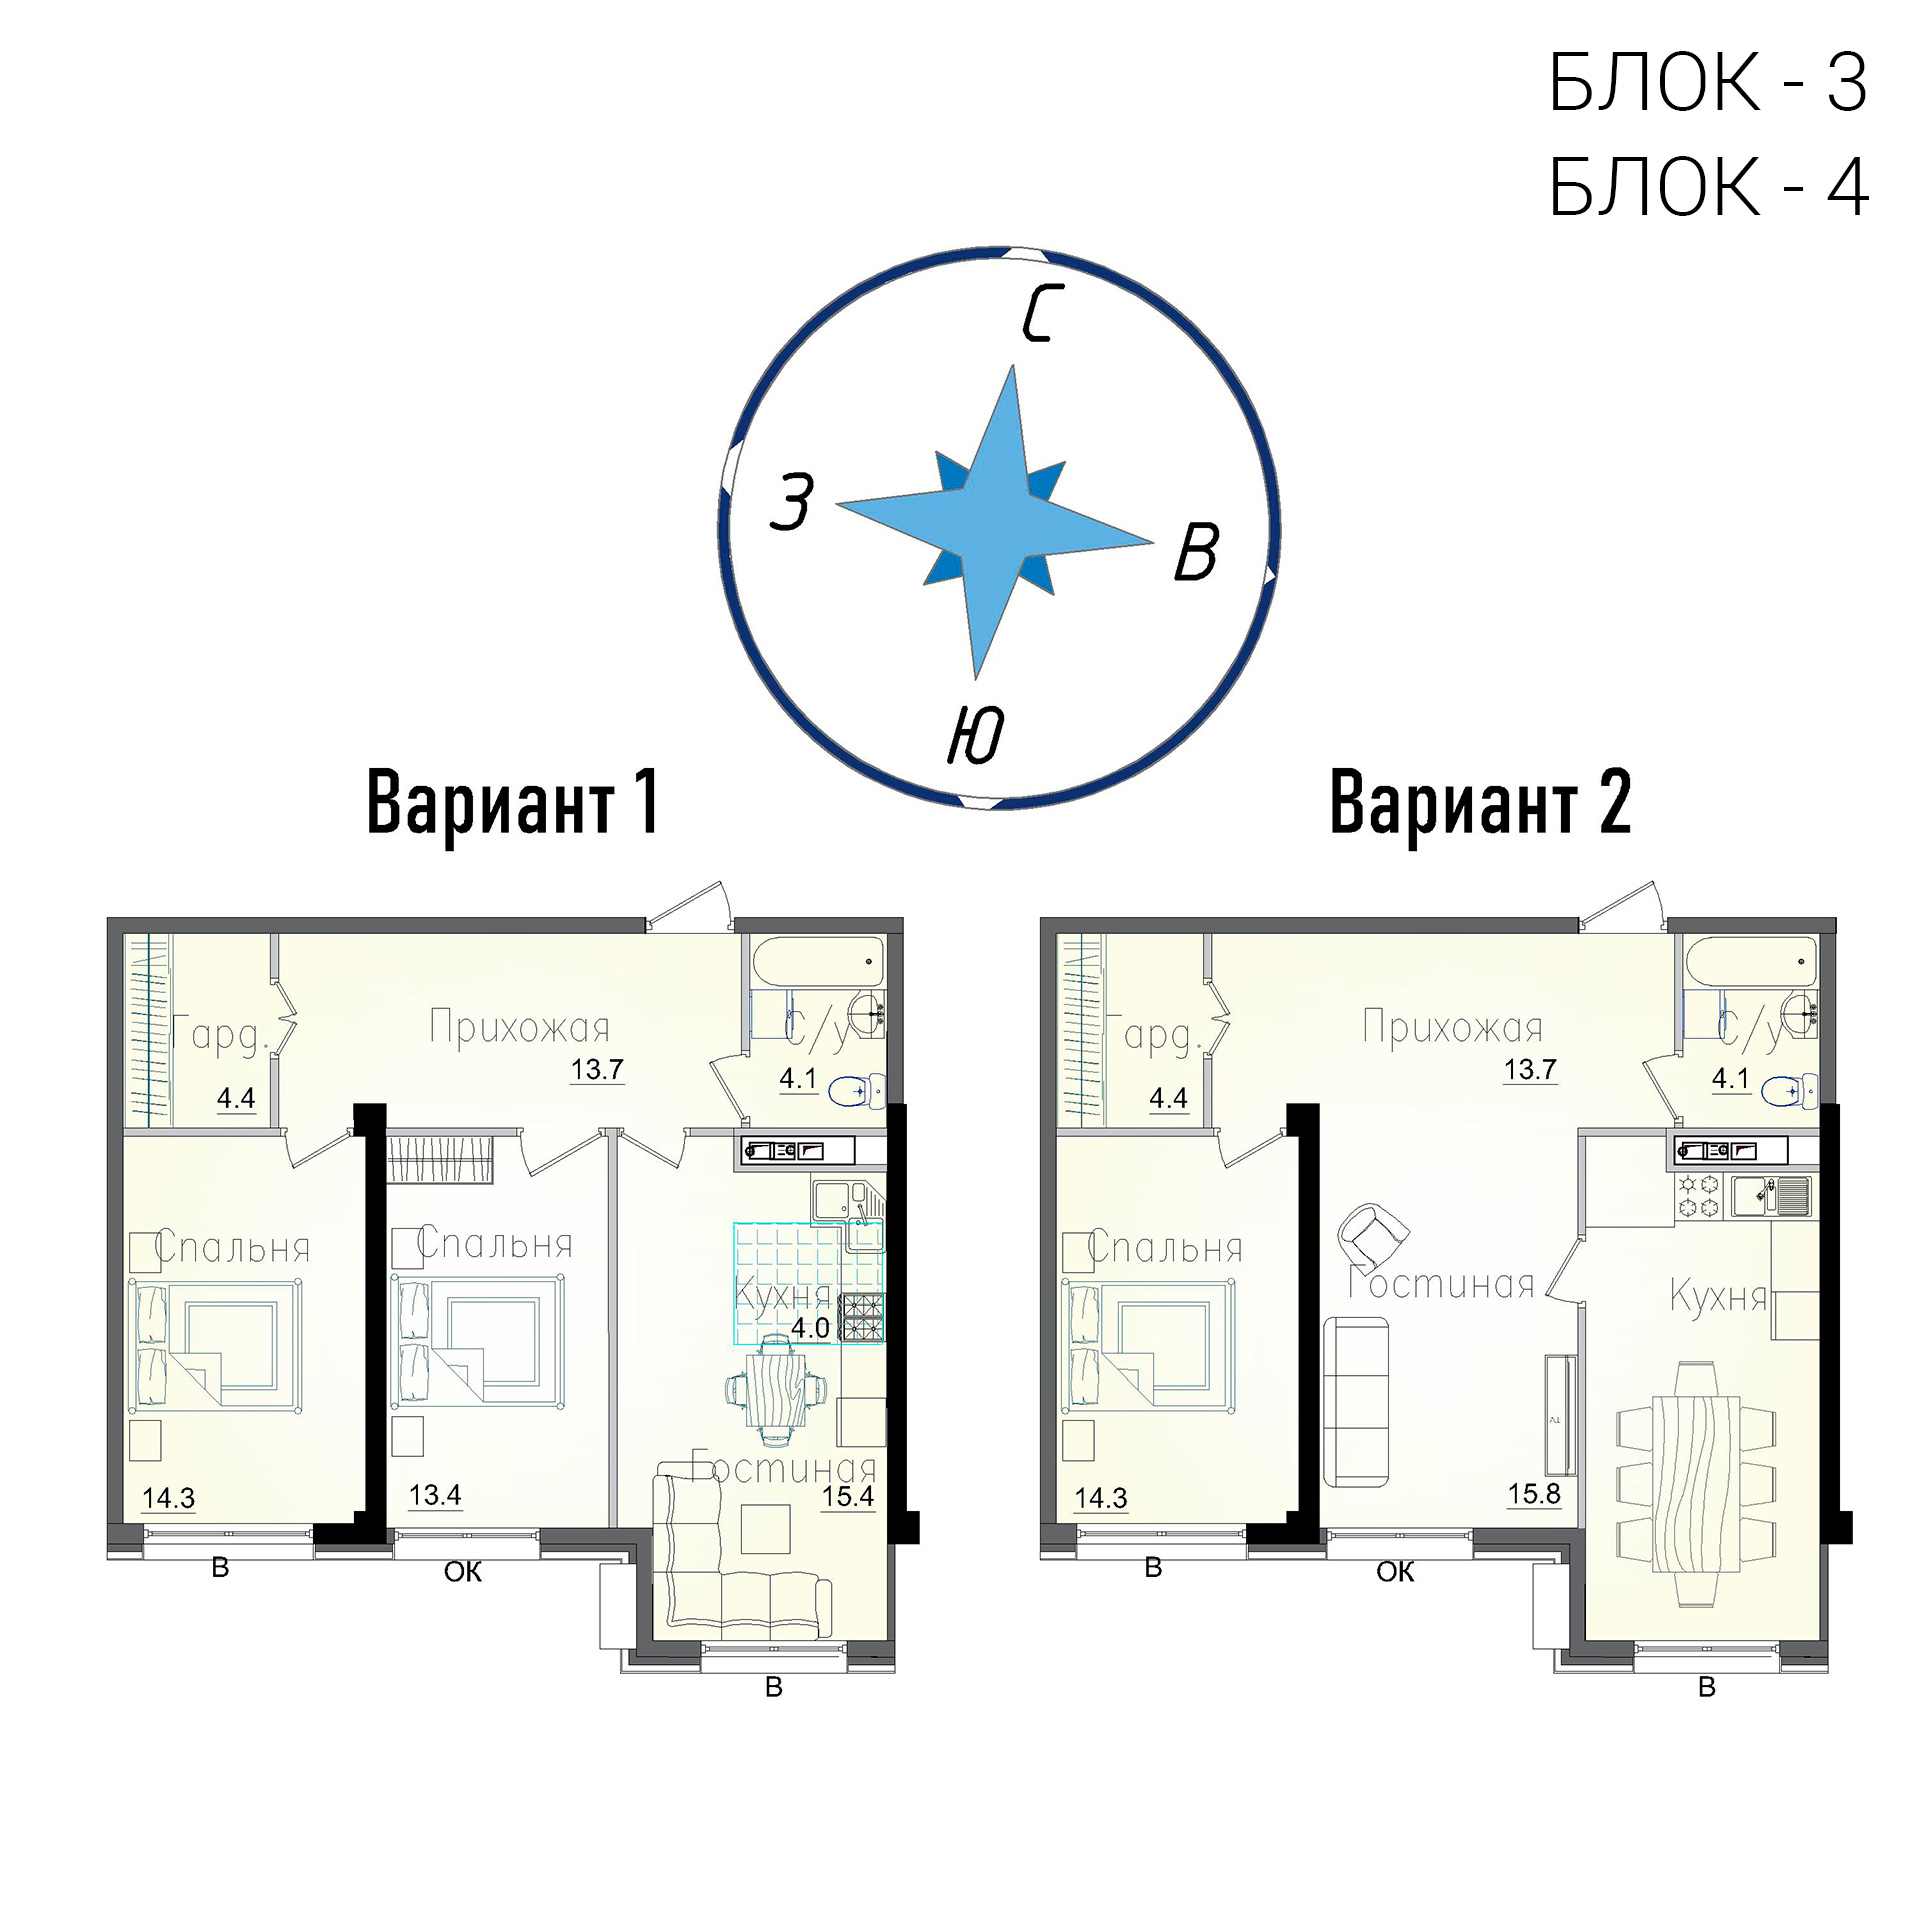 БЛОК - 3
БЛОК - 4
С
З
В
Ю
Вариант 1
Вариант 2
Гард.
4.4
Прихожая
13.7
С/у
4.1
Спальня
14.3
Спальня
13.4
Кухня
4.0
Гостиная
15.4
В
ОК
В
Гард.
4.4
Прихожая
13.7
С/у
4.1
Спальня
14.3
Гостиная
15.8
TV
Кухня
В
ОК
В